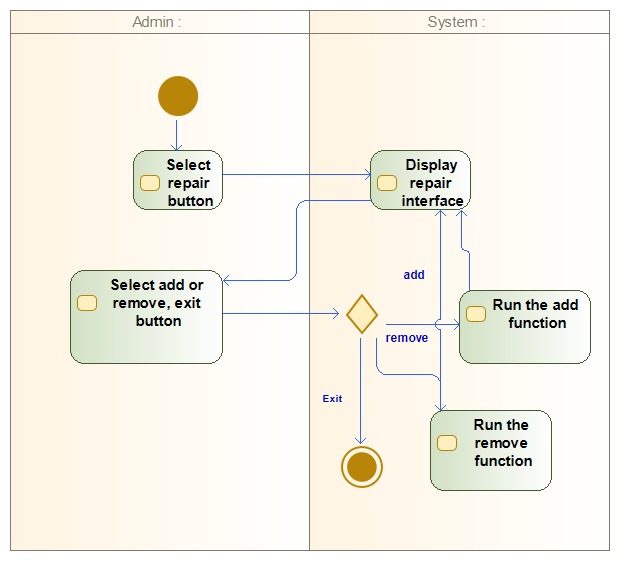 Admin :
System :
Select
repair
button
Display
repair
interface
Select add or
remove, exit
button
add
remove
Exit
Run the add
function
Run the
remove
function